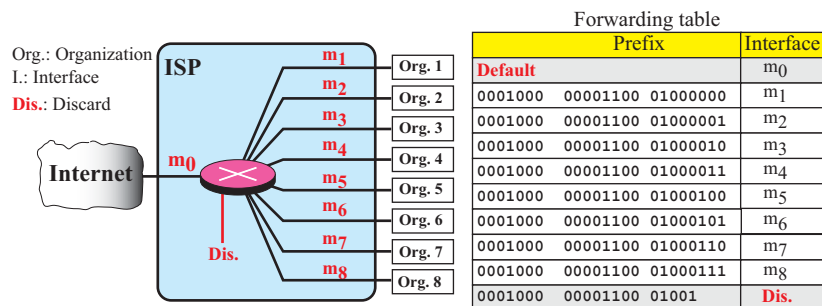 Forwarding table
Prefix Interface
Default m0
0001000 00001100 01000000 m1
0001000 00001100 01000001 m2
0001000 00001100 01000010 m3
0001000 00001100 01000011 m4
0001000 00001100 01000100 m5
0001000 00001100 01000101 m6
0001000 00001100 01000110 m7
0001000 00001100 01000111 m8
0001000 00001100 01001 Dis.
Org.: Organization
I.: Interface
Dis.: Discard
ISP
Internet
m0
Dis.
m1 Org. 1
m2 Org. 2
m3 Org. 3
m4 Org. 4
m5 Org. 5
m6 Org. 6
m7 Org. 7
m8 Org. 8